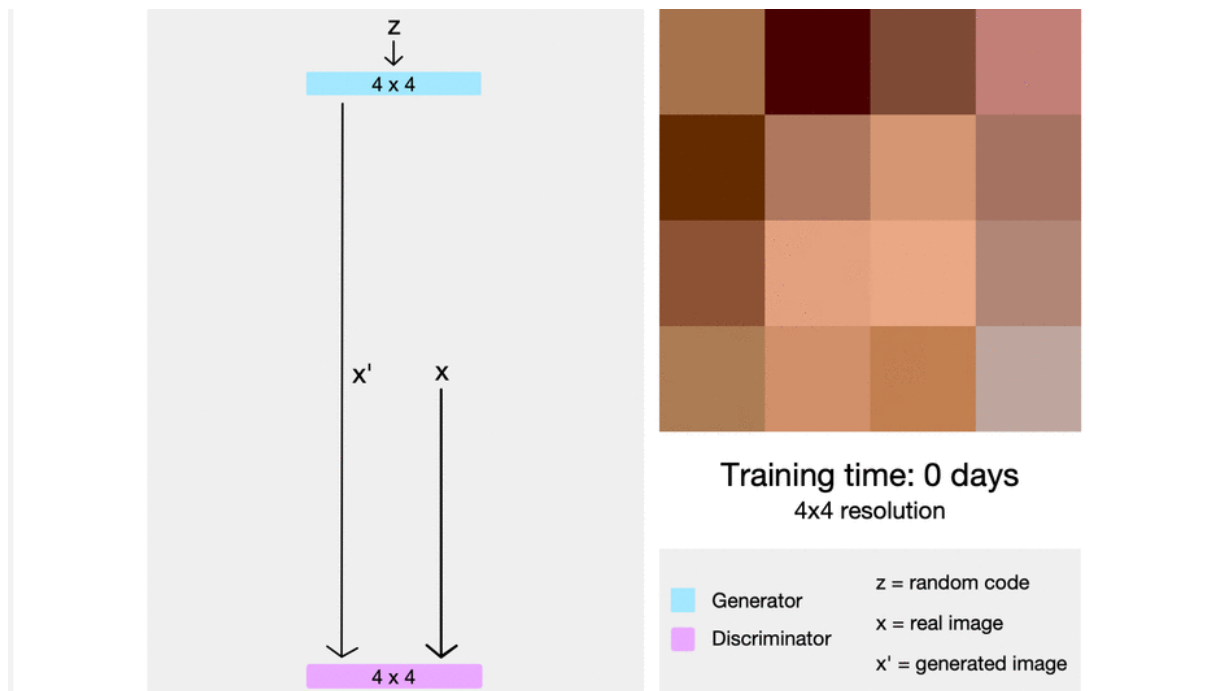 z
4 x 4
x'
x
4 x 4
Training time: 0 days
4x4 resolution
Generator
Discriminator
z = random code
x = real image
x' = generated image